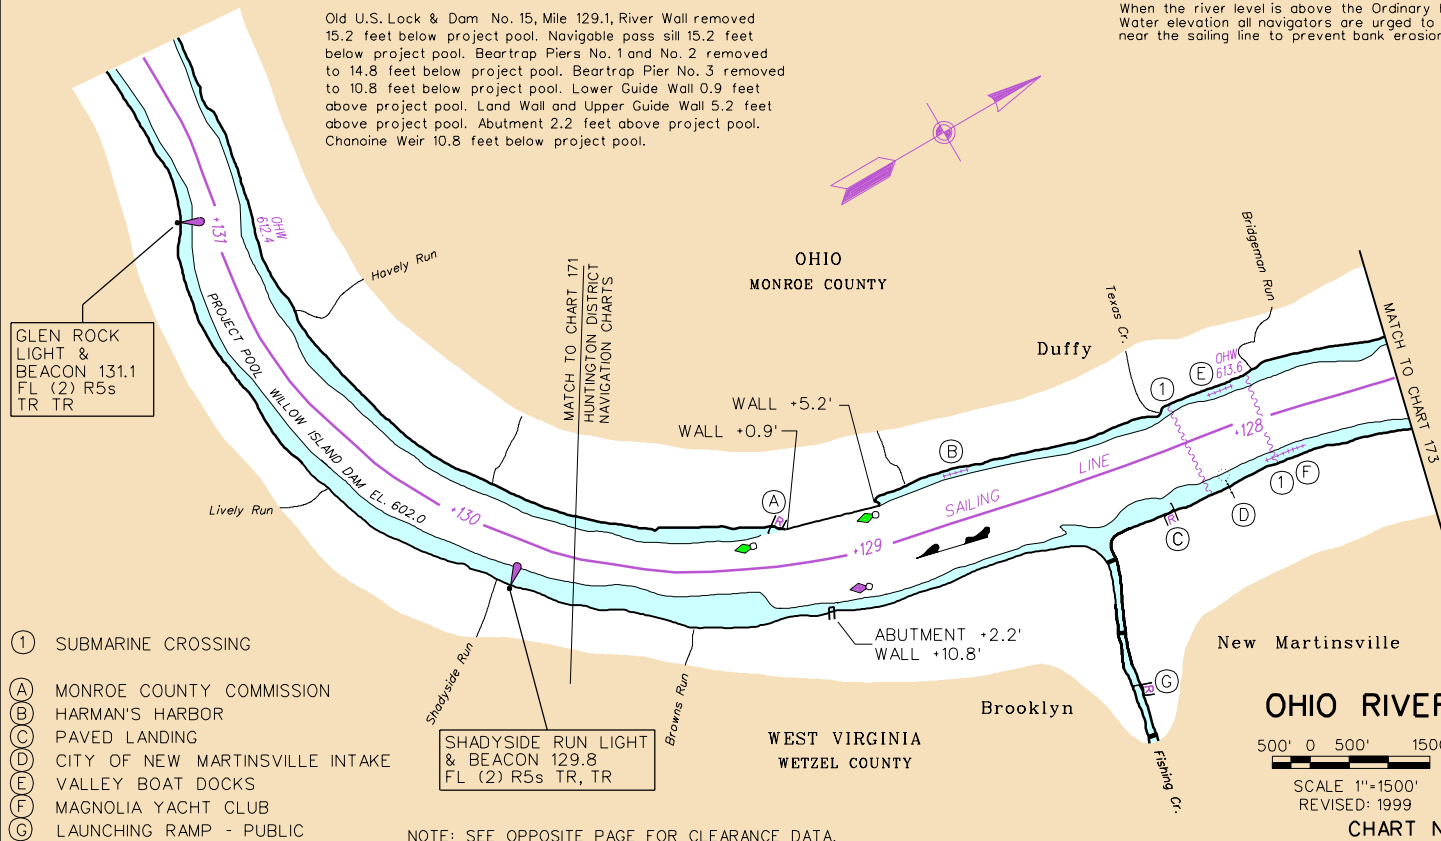 Old U.S. Lock & Dam No. 15, Mile 129.1, River Wall removed
15.2 feet below project pool. Navigable pass sill 15.2 feet
below project pool. Beartrap Piers No. 1 and No. 2 removed
to 14.8 feet below project pool. Beartrap Pier No. 3 removed
to 10.8 feet below project pool. Lower Guide Wall 0.9 feet
above project pool. Land Wall and Upper Guide Wall 5.2 feet
above project pool. Abutment 2.2 feet above project pool.
Chanoine Weir 10.8 feet below project pool.
When the river level is above the Ordinary
Water elevation all navigators are urged to
near the sailing line to prevent bank erosion
+131
OHW
612.4
Havely Run
GLEN ROCK
LIGHT &
BEACON 131.1
FL (2) R5s
TR TR
PROJECT POOL WILLOW ISLAND DAM EL. 602.0
MATCH TO CHART 171
HUNTINGTON DISTRICT
NAVIGATION CHARTS
OHIO
MONROE COUNTY
Duffy
Texas Cr.
Bridgeman Run
OHW
613.6
MATCH TO CHART 173
WALL +5.2'
WALL +0.9'
1
E
B
A
R
+130
+129
SAILING LINE
+128
1
F
D
R
C
Lively Run
Shadyside Run
Browns Run
ABUTMENT +2.2'
WALL +10.8'
New Martinsville
Brooklyn
R
G
Fishing Cr.
WEST VIRGINIA
WETZEL COUNTY
SHADYSIDE RUN LIGHT
& BEACON 129.8
FL (2) R5s TR, TR
1 SUBMARINE CROSSING
A MONROE COUNTY COMMISSION
B HARMAN'S HARBOR
C PAVED LANDING
D CITY OF NEW MARTINSVILLE INTAKE
E VALLEY BOAT DOCKS
F MAGNOLIA YACHT CLUB
G LAUNCHING RAMP - PUBLIC
NOTE: SEE OPPOSITE PAGE FOR CLEARANCE DATA.
OHIO RIVER
500' 0 500' 1500
SCALE 1"=1500'
REVISED: 1999
CHART N